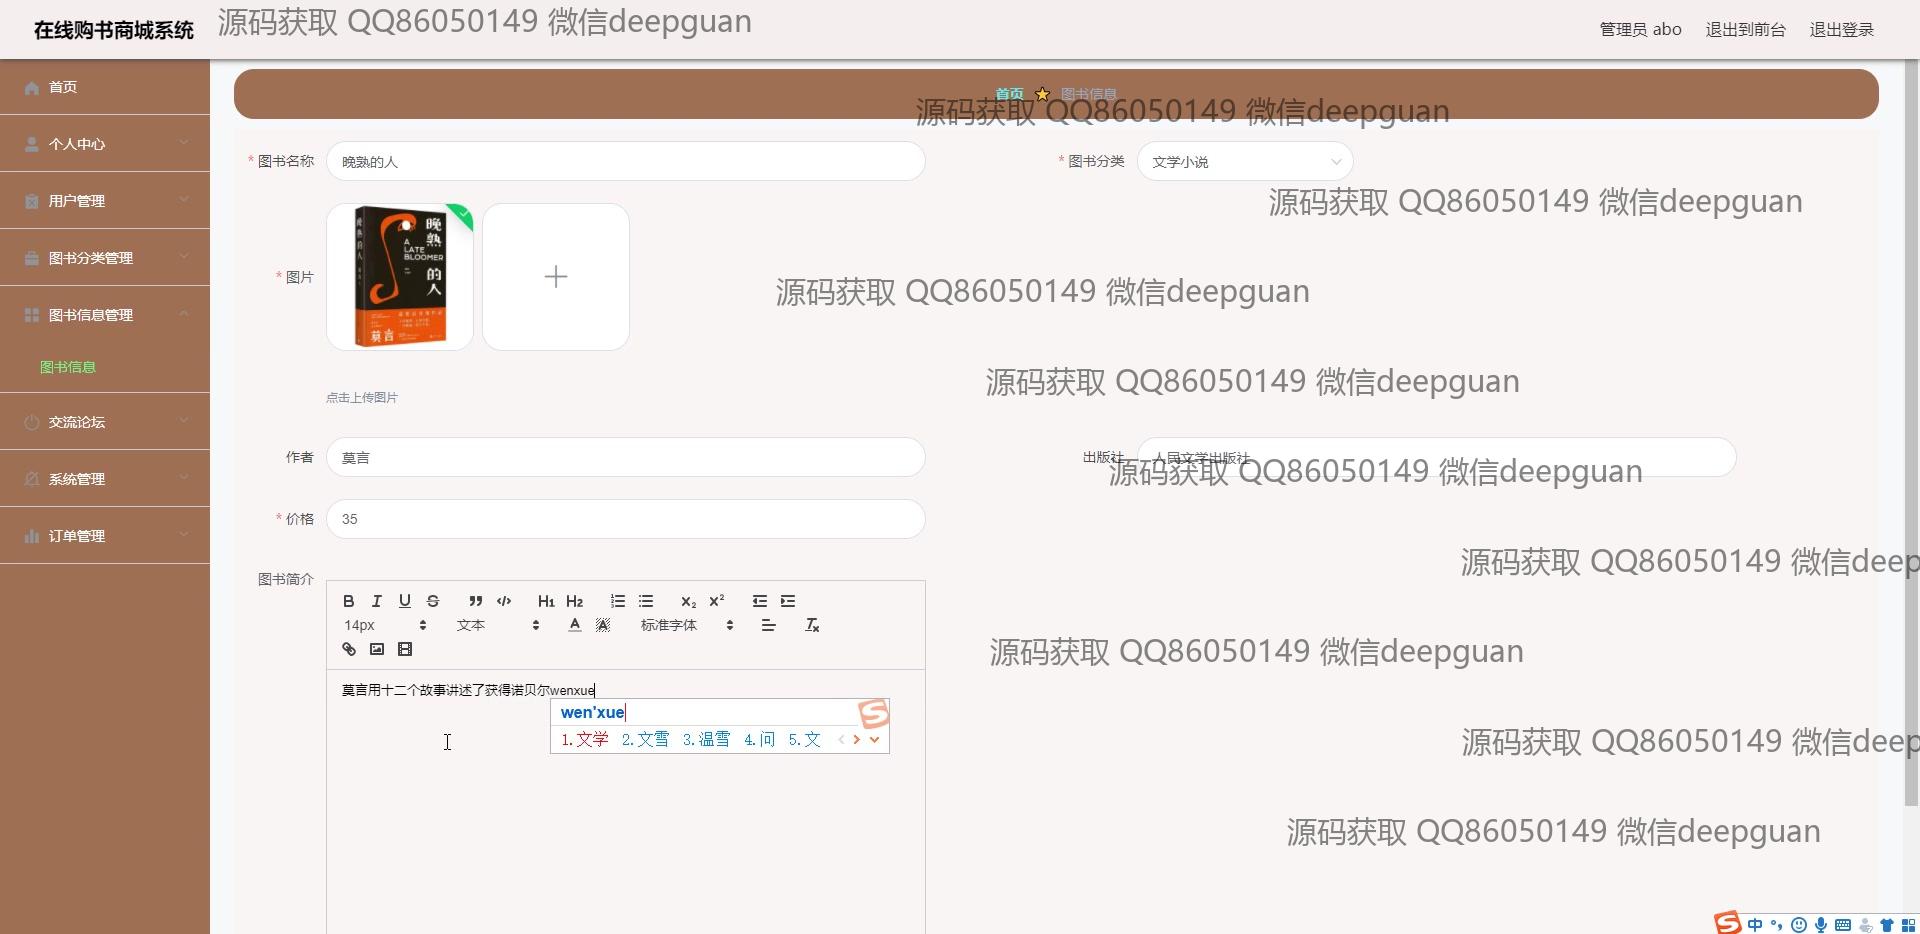 在线购书商城系统
源码获取 QQ86050149 微信deepguan
管理员 abo
退出到前台
退出登录
首页
个人中心
用户管理
图书分类管理
图书信息管理
图书信息
交流论坛
系统管理
订单管理
首页
图书信息
源码获取 QQ86050149 微信deepguan
* 图书名称
晚熟的人
* 图书分类
文学小说
源码获取 QQ86050149 微信deepguan
* 图片
晚熟的人
A LATE BLOOMER
莫言
源码获取 QQ86050149 微信deepguan
点击上传图片
源码获取 QQ86050149 微信deepguan
作者
莫言
出版社
人民文学出版社
源码获取 QQ86050149 微信deepguan
* 价格
35
源码获取 QQ86050149 微信deep
图书简介
B I U S
H1 H2
X2 X2
14px
文本
A
标准字体
源码获取 QQ86050149 微信deepguan
莫言用十二个故事讲述了获得诺贝尔wenxue
wen'xue
1.文学 2.文雪 3.温雪 4.问 5.文
源码获取 QQ86050149 微信deep
源码获取 QQ86050149 微信deepguan
中